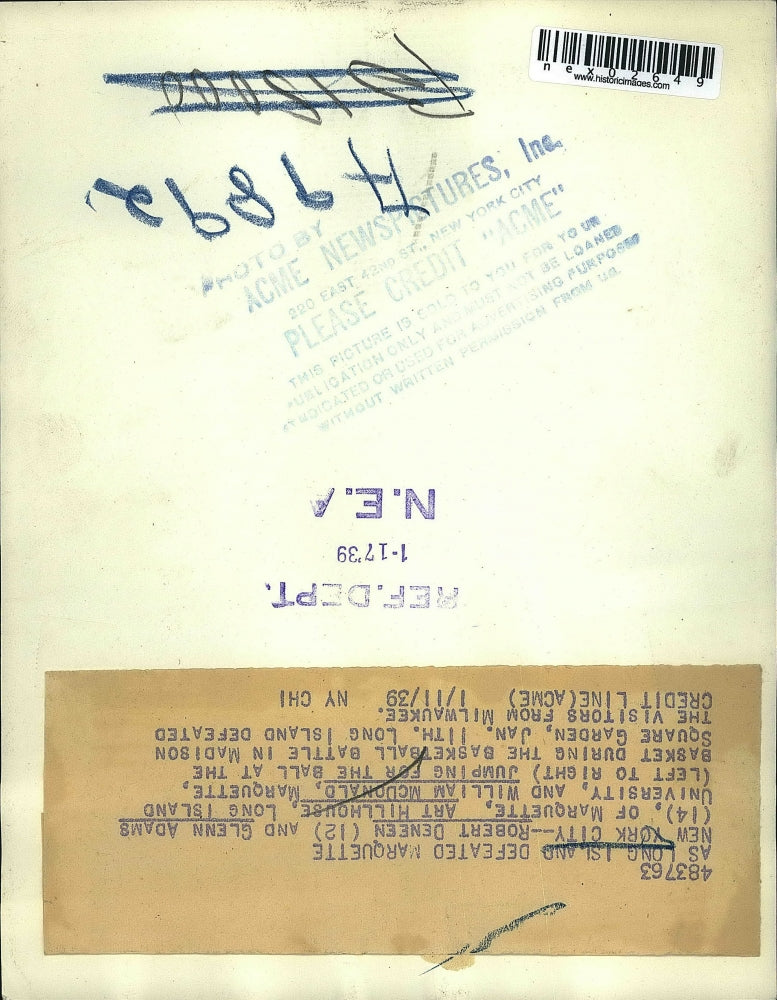 nex02649
www.historicimages.com
PHOTO BY
ACME NEWSPICTURES, Inc.
220 EAST 42ND ST., NEW YORK CITY
PLEASE CREDIT "ACME"
THIS PICTURE IS SOLD TO YOU FOR YOUR
PUBLICATION ONLY AND MUST NOT BE LOANED
SYNDICATED OR USED FOR ADVERTISING PURPOSES
WITHOUT WRITTEN PERMISSION FROM US.
REF.DEPT.
1-17'39
N.E.A
483763
AS LONG ISLAND DEFEATED MARQUETTE
NEW YORK CITY--ROBERT DENEEN (12) AND GLENN ADAMS
(14), OF MARQUETTE, ART HILLHOUSE, LONG ISLAND
UNIVERSITY, AND WILLIAM MCDONALD, MARQUETTE,
(LEFT TO RIGHT) JUMPING FOR THE BALL AT THE
BASKET DURING THE BASKETBALL BATTLE IN MADISON
SQUARE GARDEN, JAN. 11TH. LONG ISLAND DEFEATED
THE VISITORS FROM MILWAUKEE.
CREDIT LINE(ACME) 1/11/39 NY CHI